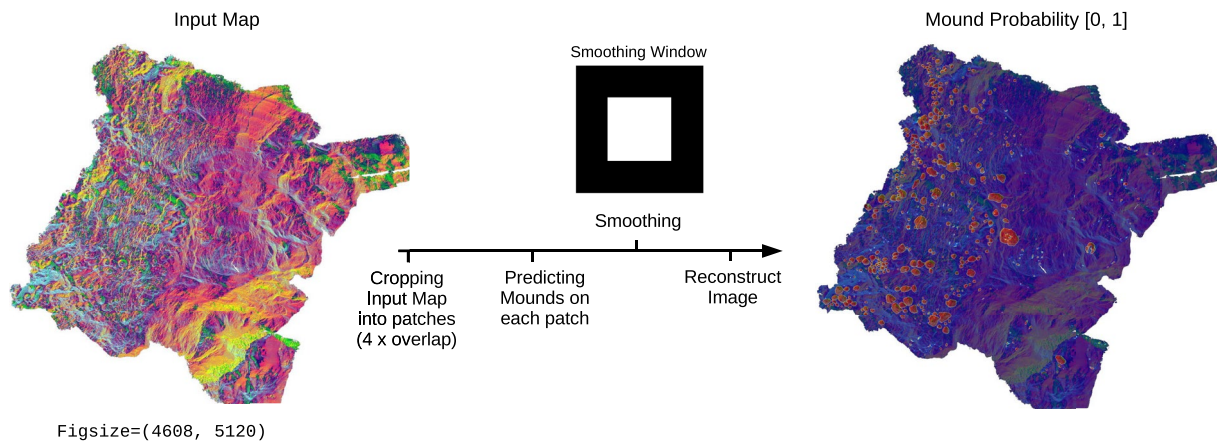 Input Map
Mound Probability [0, 1]
Smoothing Window
Smoothing
Cropping
Input Map
into patches
(4 x overlap)
Predicting
Mounds on
each patch
Reconstruct
Image
Figsize=(4608, 5120)